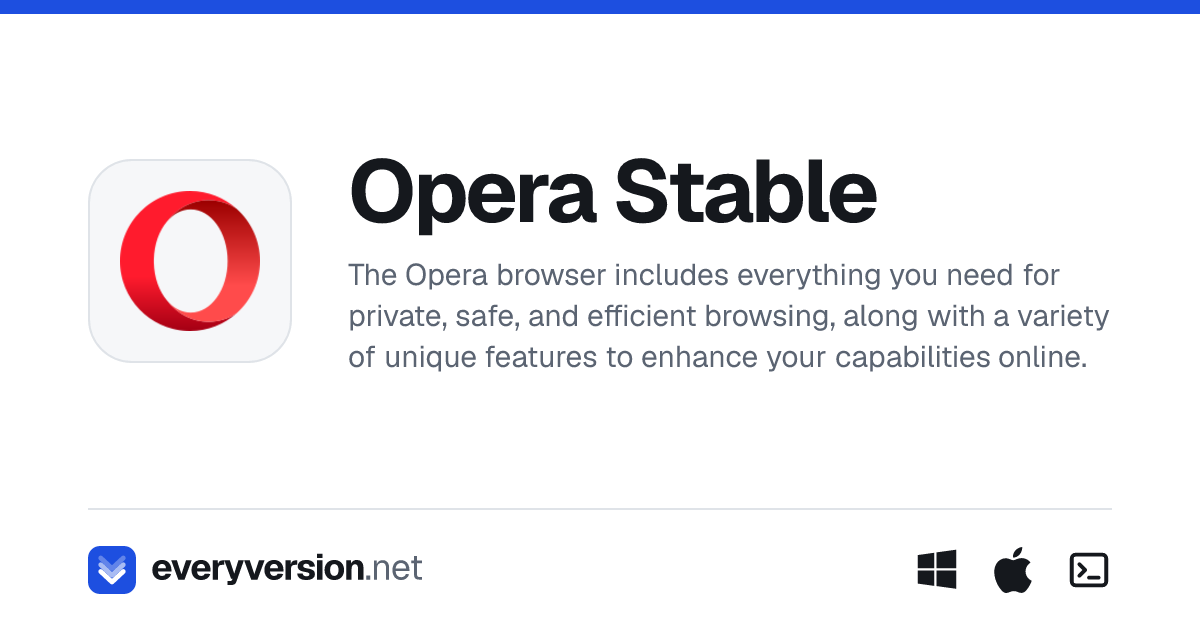 Opera Stable
The Opera browser includes everything you need for
private, safe, and efficient browsing, along with a variety
of unique features to enhance your capabilities online.
everyversion.net